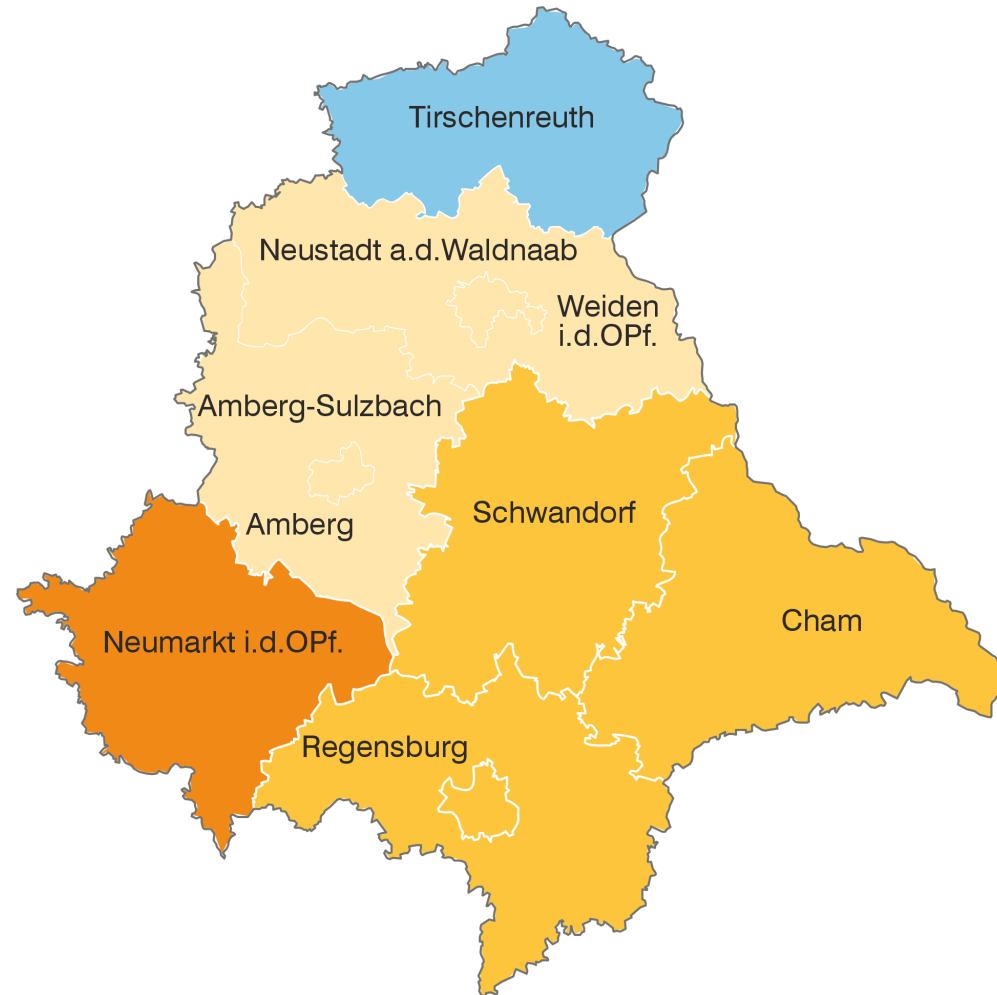 Tirschenreuth
Neustadt a.d.Waldnaab
Weiden
i.d.OPf.
Amberg-Sulzbach
Schwandorf
Amberg
Cham
Neumarkt i.d.OPf.
Regensburg